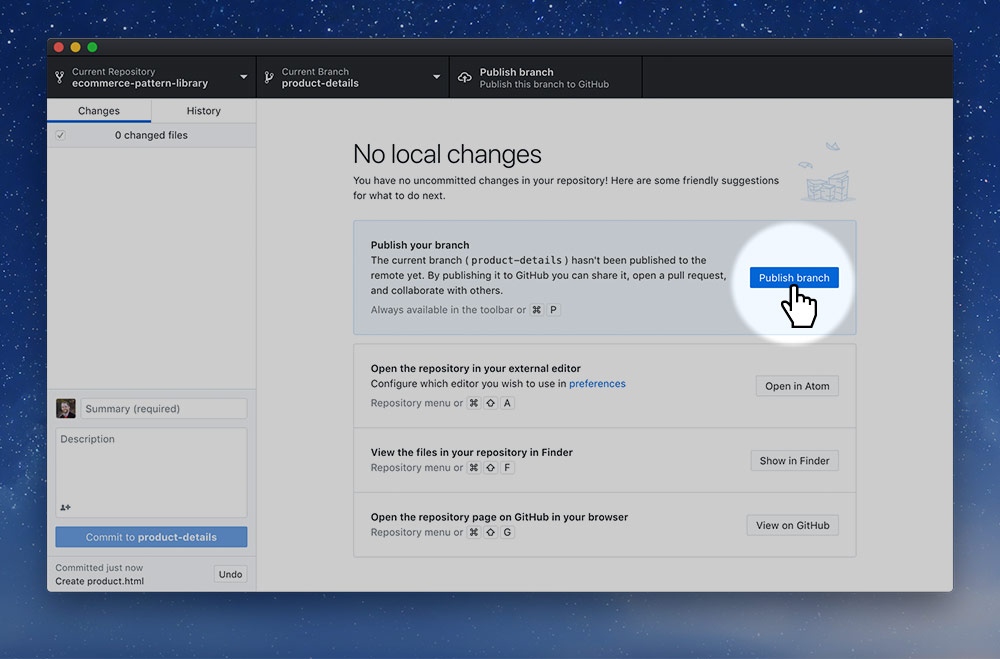 Current Repository
ecommerce-pattern-library
Current Branch
product-details
Publish branch
Publish this branch to GitHub
Changes
History
0 changed files
No local changes
You have no uncommitted changes in your repository! Here are some friendly suggestions
for what to do next.
Publish your branch
The current branch ( product-details ) hasn't been published to the
remote yet. By publishing it to GitHub you can share it, open a pull request,
and collaborate with others.
Always available in the toolbar or ⌘ P
Publish branch
Open the repository in your external editor
Configure which editor you wish to use in preferences
Repository menu or ⌘ ⇧ A
Open in Atom
View the files in your repository in Finder
Repository menu or ⌘ ⇧ F
Show in Finder
Open the repository page on GitHub in your browser
Repository menu or ⌘ ⇧ G
View on GitHub
Summary (required)
Description
Commit to product-details
Committed just now
Create product.html
Undo